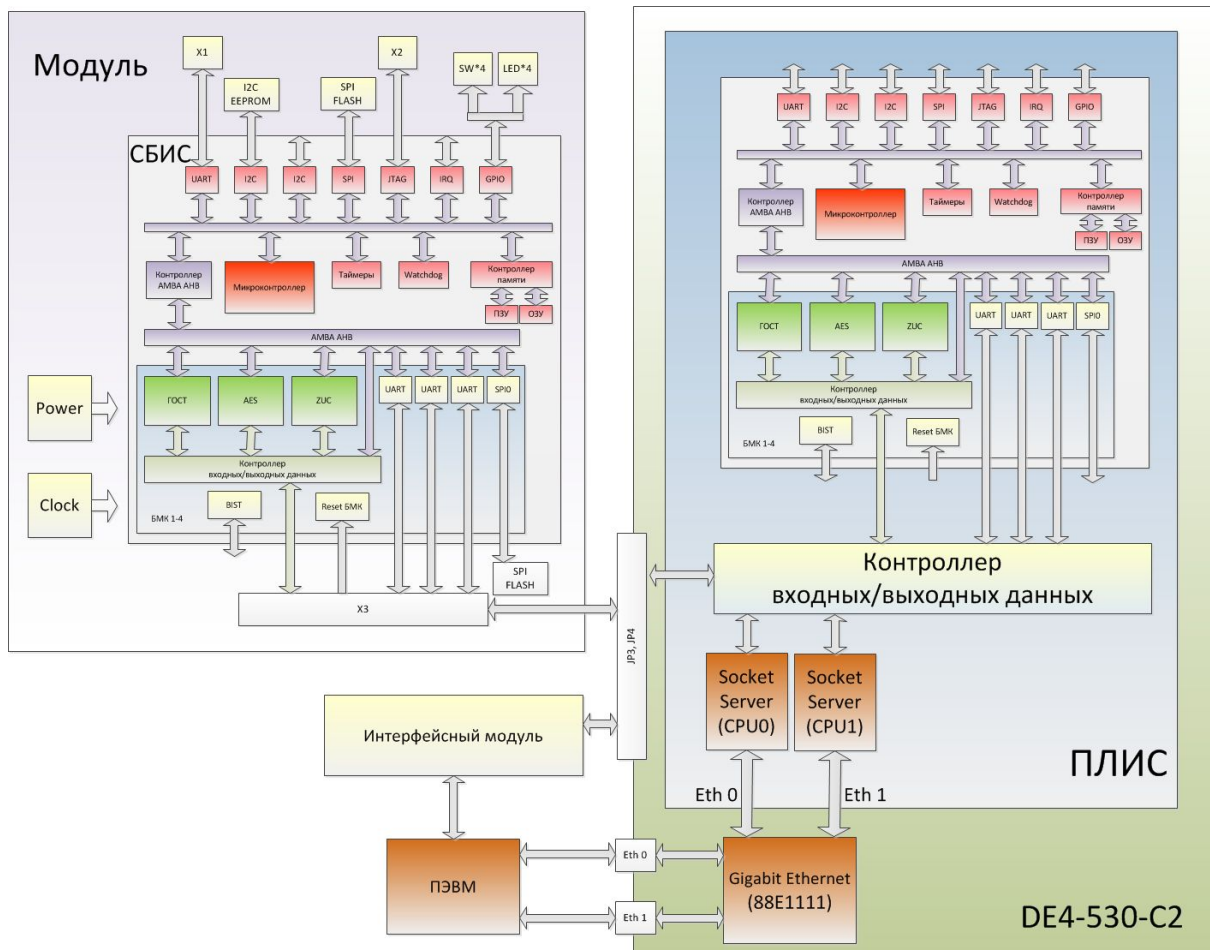 Модуль
X1
X2
SW*4
LED*4
I2C
EEPROM
SPI
FLASH
СБИС
UART
I2C
I2C
SPI
JTAG
IRQ
GPIO
Контроллер
AMBA AHB
Микроконтроллер
Таймеры
Watchdog
Контроллер
памяти
ПЗУ
ОЗУ
AMBA AHB
ГОСТ
AES
ZUC
UART
UART
UART
SPI0
Контроллер
входных/выходных данных
BIST
Reset БМК
БМК 1-4
SPI
FLASH
X3
Power
Clock
UART
I2C
I2C
SPI
JTAG
IRQ
GPIO
Контроллер
AMBA AHB
Микроконтроллер
Таймеры
Watchdog
Контроллер
памяти
ПЗУ
ОЗУ
AMBA AHB
ГОСТ
AES
ZUC
UART
UART
UART
SPI0
Контроллер
входных/выходных данных
BIST
Reset БМК
БМК 1-4
Контроллер
входных/выходных данных
JP3, JP4
Socket
Server
(CPU0)
Socket
Server
(CPU1)
ПЛИС
Eth 0
Eth 1
Интерфейсный модуль
ПЭВМ
Eth 0
Eth 1
Gigabit Ethernet
(88E1111)
DE4-530-C2